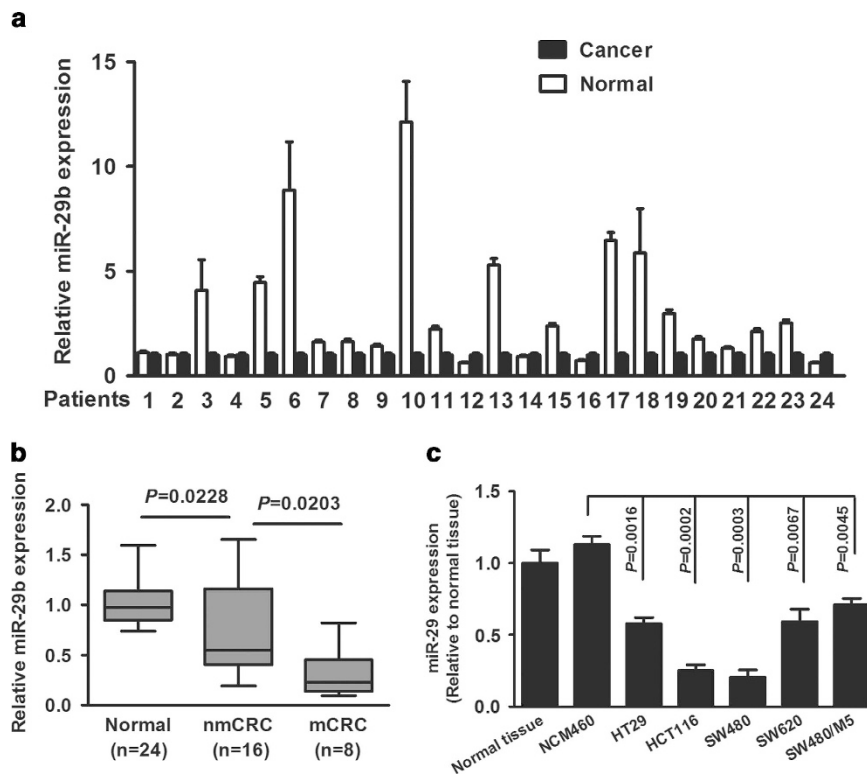 a
Cancer
Normal
Relative miR-29b expression
15
10
5
0
Patients 1 2 3 4 5 6 7 8 9 10 11 12 13 14 15 16 17 18 19 20 21 22 23 24
b
Relative miR-29b expression
2.0
1.5
1.0
0.5
0.0
P=0.0228
P=0.0203
Normal nmCRC mCRC
(n=24) (n=16) (n=8)
c
miR-29 expression
(Relative to normal tissue)
1.5
1.0
0.5
0.0
P=0.0016
P=0.0002
P=0.0003
P=0.0067
P=0.0045
Normal tissue
NCM460
HT29
HCT116
SW480
SW620
SW480/M5